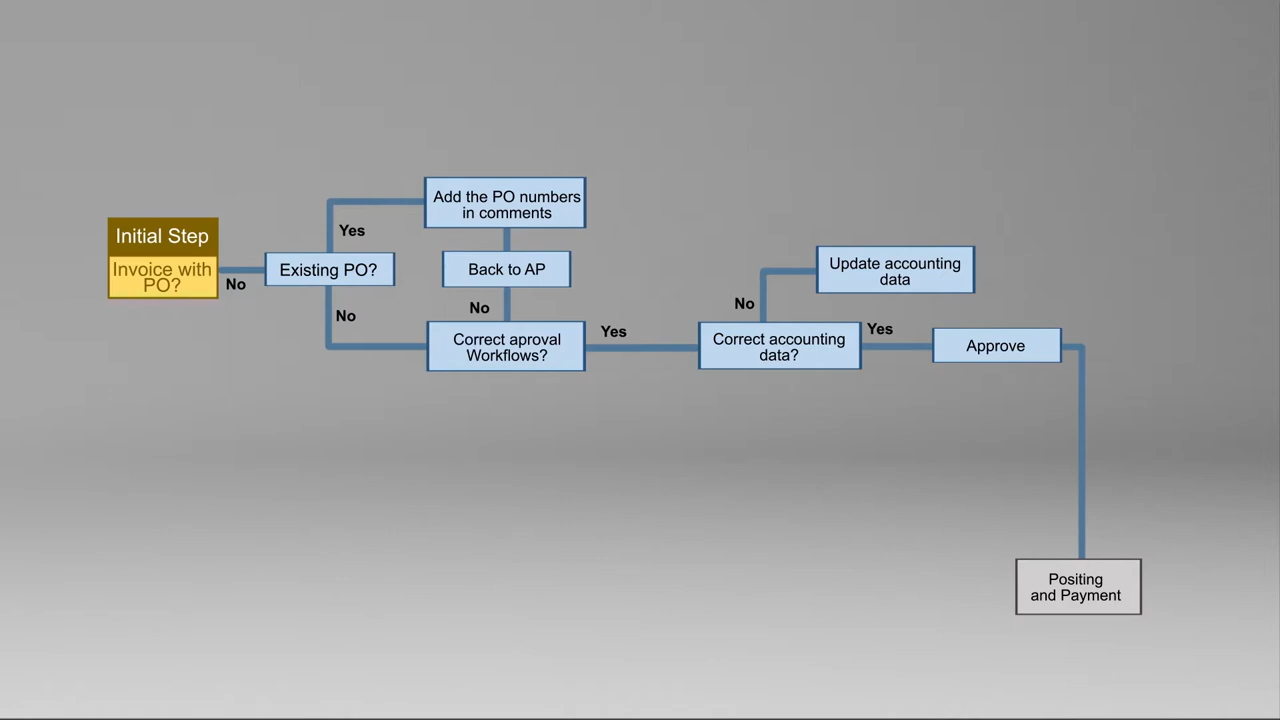 Initial Step
Invoice with
PO?
No
Existing PO?
Yes
No
Add the PO numbers
in comments
Back to AP
No
Correct aproval
Workflows?
Yes
Correct accounting
data?
No
Update accounting
data
Yes
Approve
Positing
and Payment